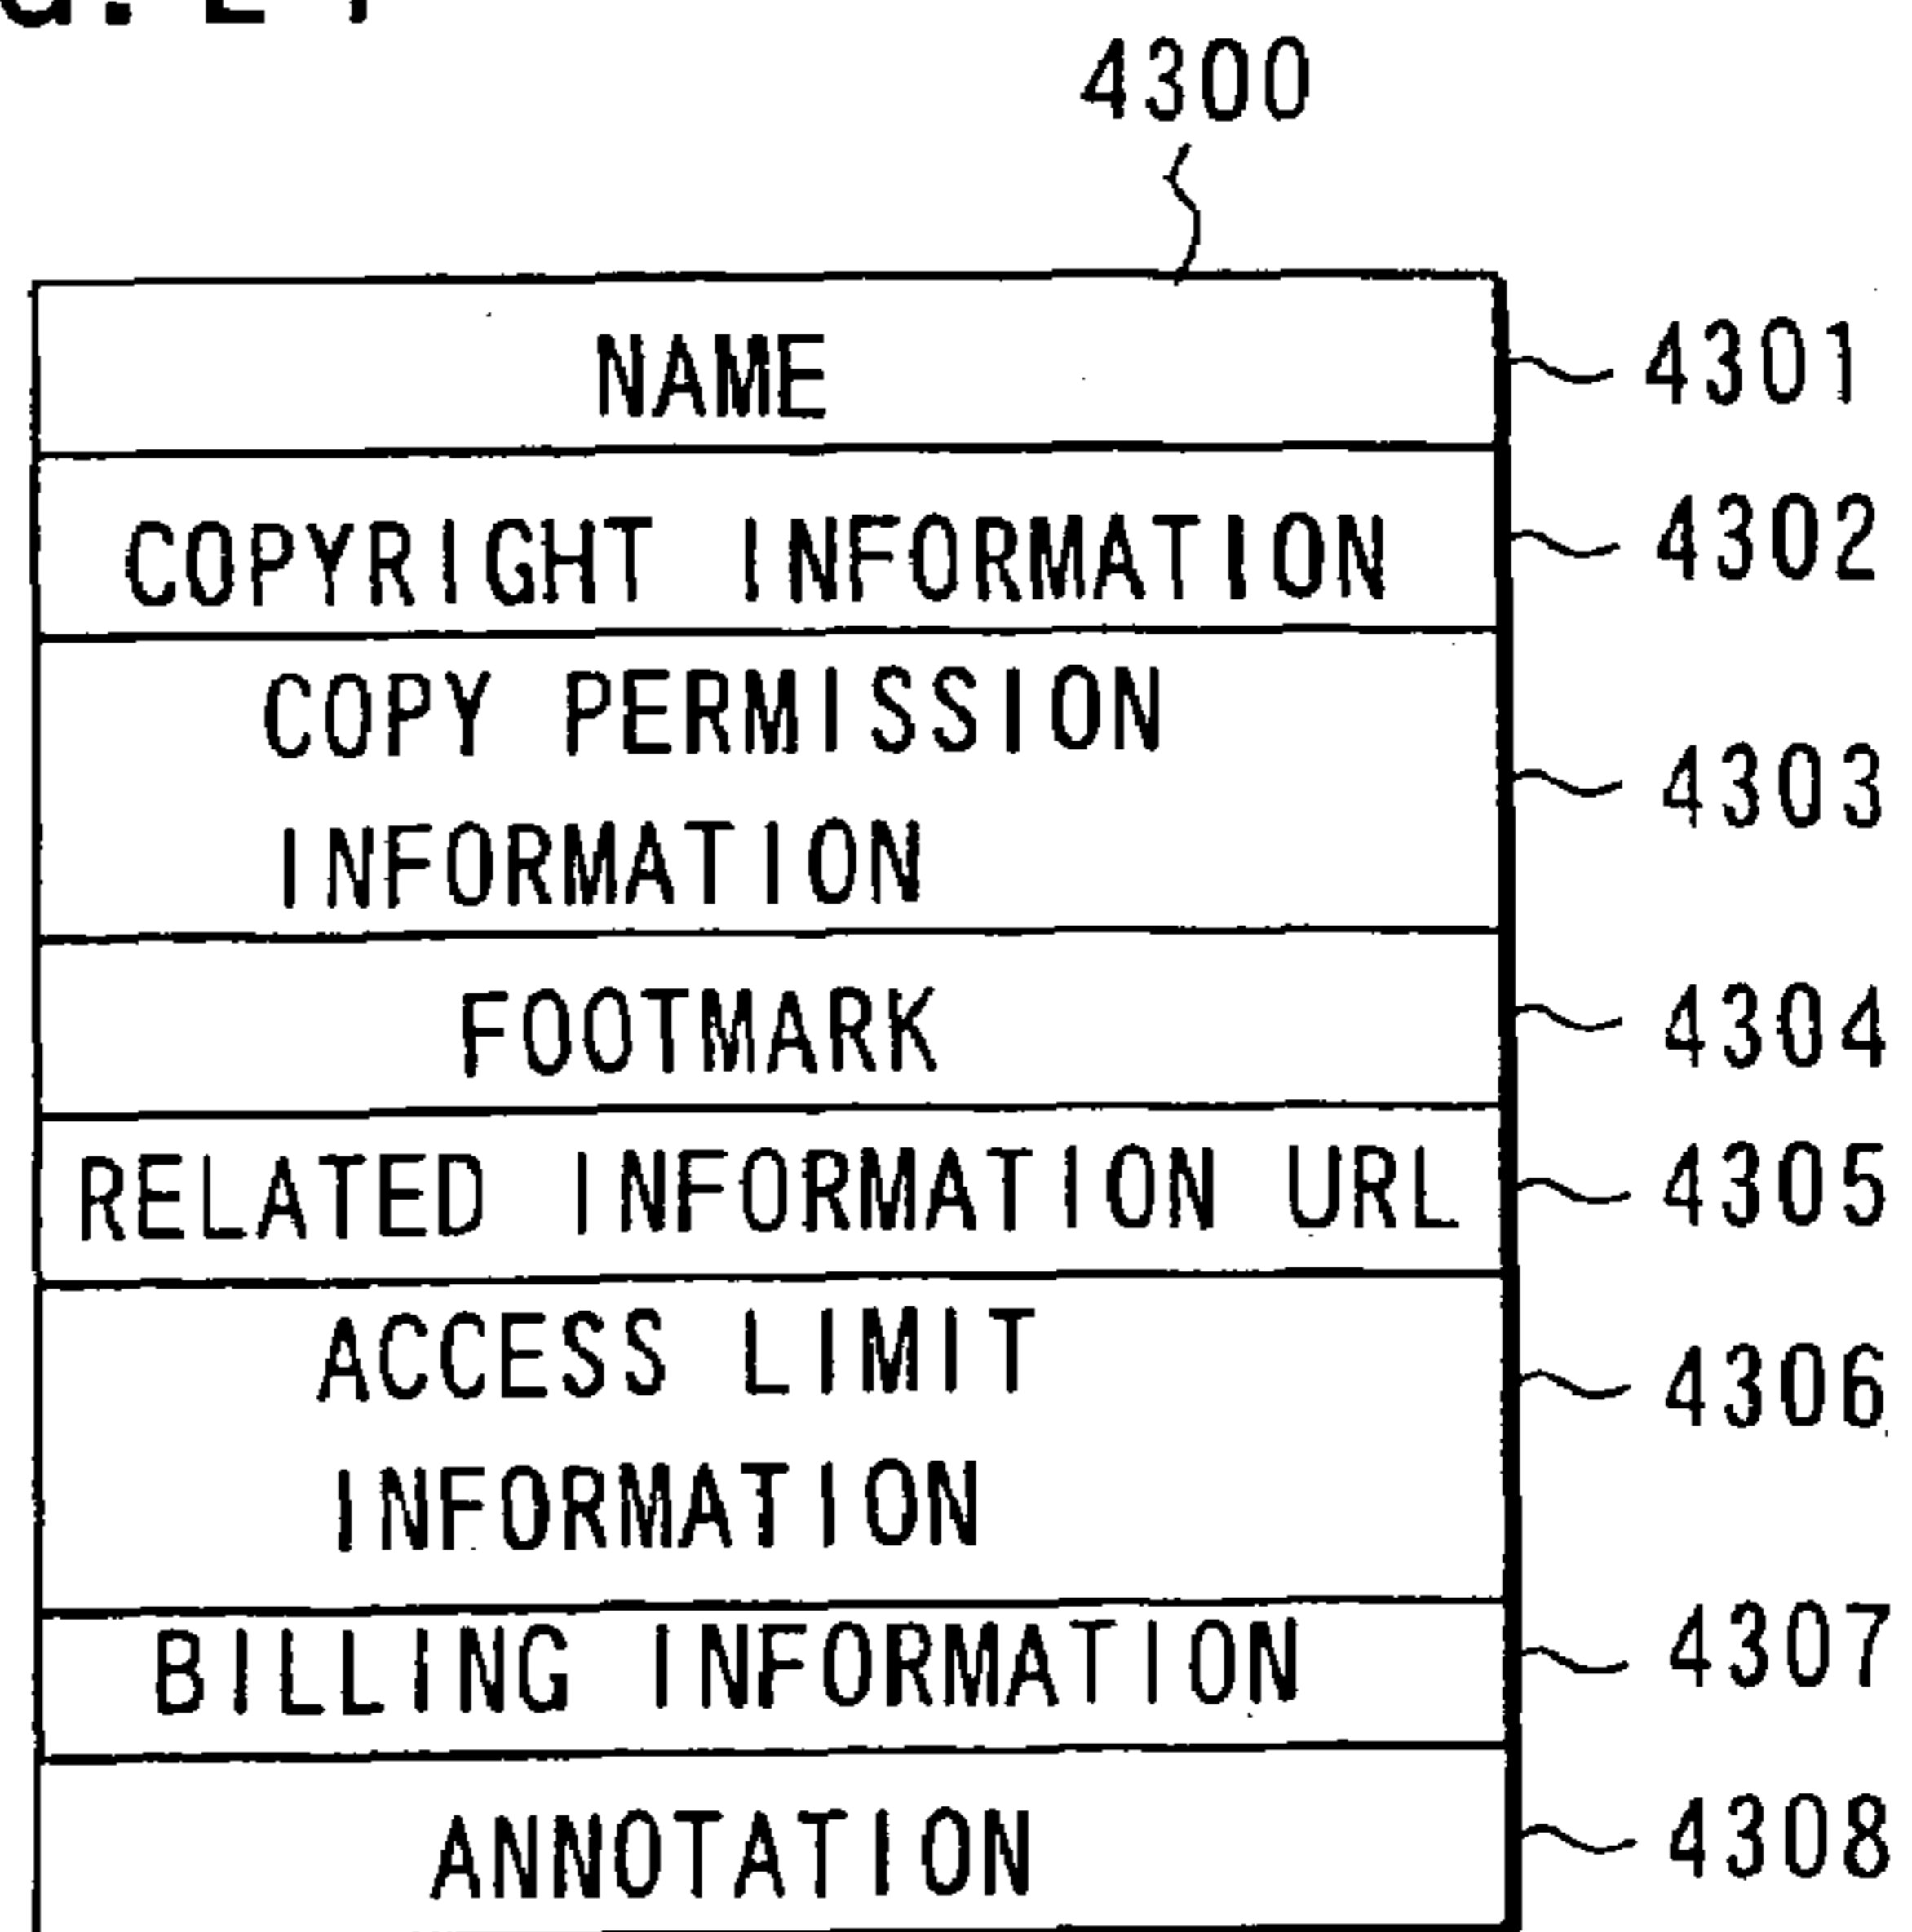 4300
NAME 4301
COPYRIGHT INFORMATION 4302
COPY PERMISSION
INFORMATION 4303
FOOTMARK 4304
RELATED INFORMATION URL 4305
ACCESS LIMIT 4306
INFORMATION
BILLING INFORMATION 4307
ANNOTATION 4308